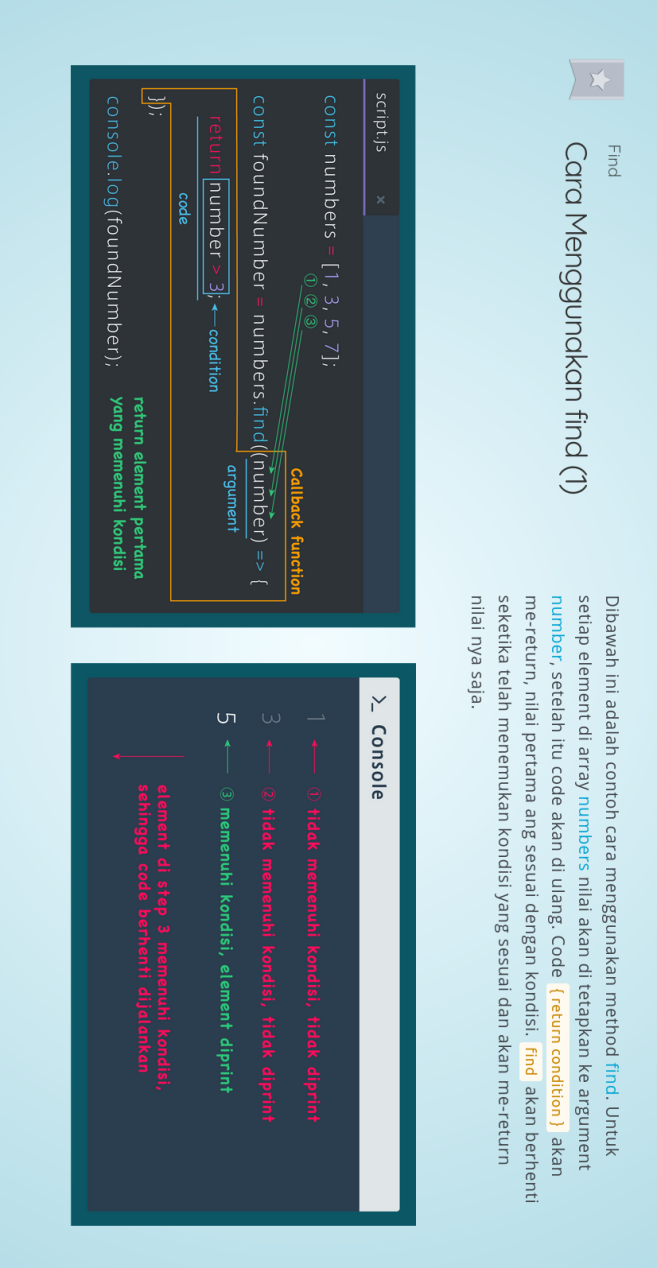 Find
Cara Menggunakan find (1)
Dibawah ini adalah contoh cara menggunakan method find. Untuk
setiap element di array numbers nilai akan di tetapkan ke argument
number, setelah itu code akan di ulang. Code { return condition } akan
me-return, nilai pertama ang sesuai dengan kondisi. find akan berhenti
seketika telah menemukan kondisi yang sesuai dan akan me-return
nilai nya saja.
script.js ×
const numbers = [1, 3, 5, 7];
① ② ③
Callback function
const foundNumber = numbers.find((number) => {
argument
return number > 3; condition
code
});
return element pertama
yang memenuhi kondisi
console.log(foundNumber);
>_ Console
1 ① tidak memenuhi kondisi, tidak diprint
3 ② tidak memenuhi kondisi, tidak diprint
5 ③ memenuhi kondisi, element diprint
element di step 3 memenuhi kondisi,
sehingga code berhenti dijalankan